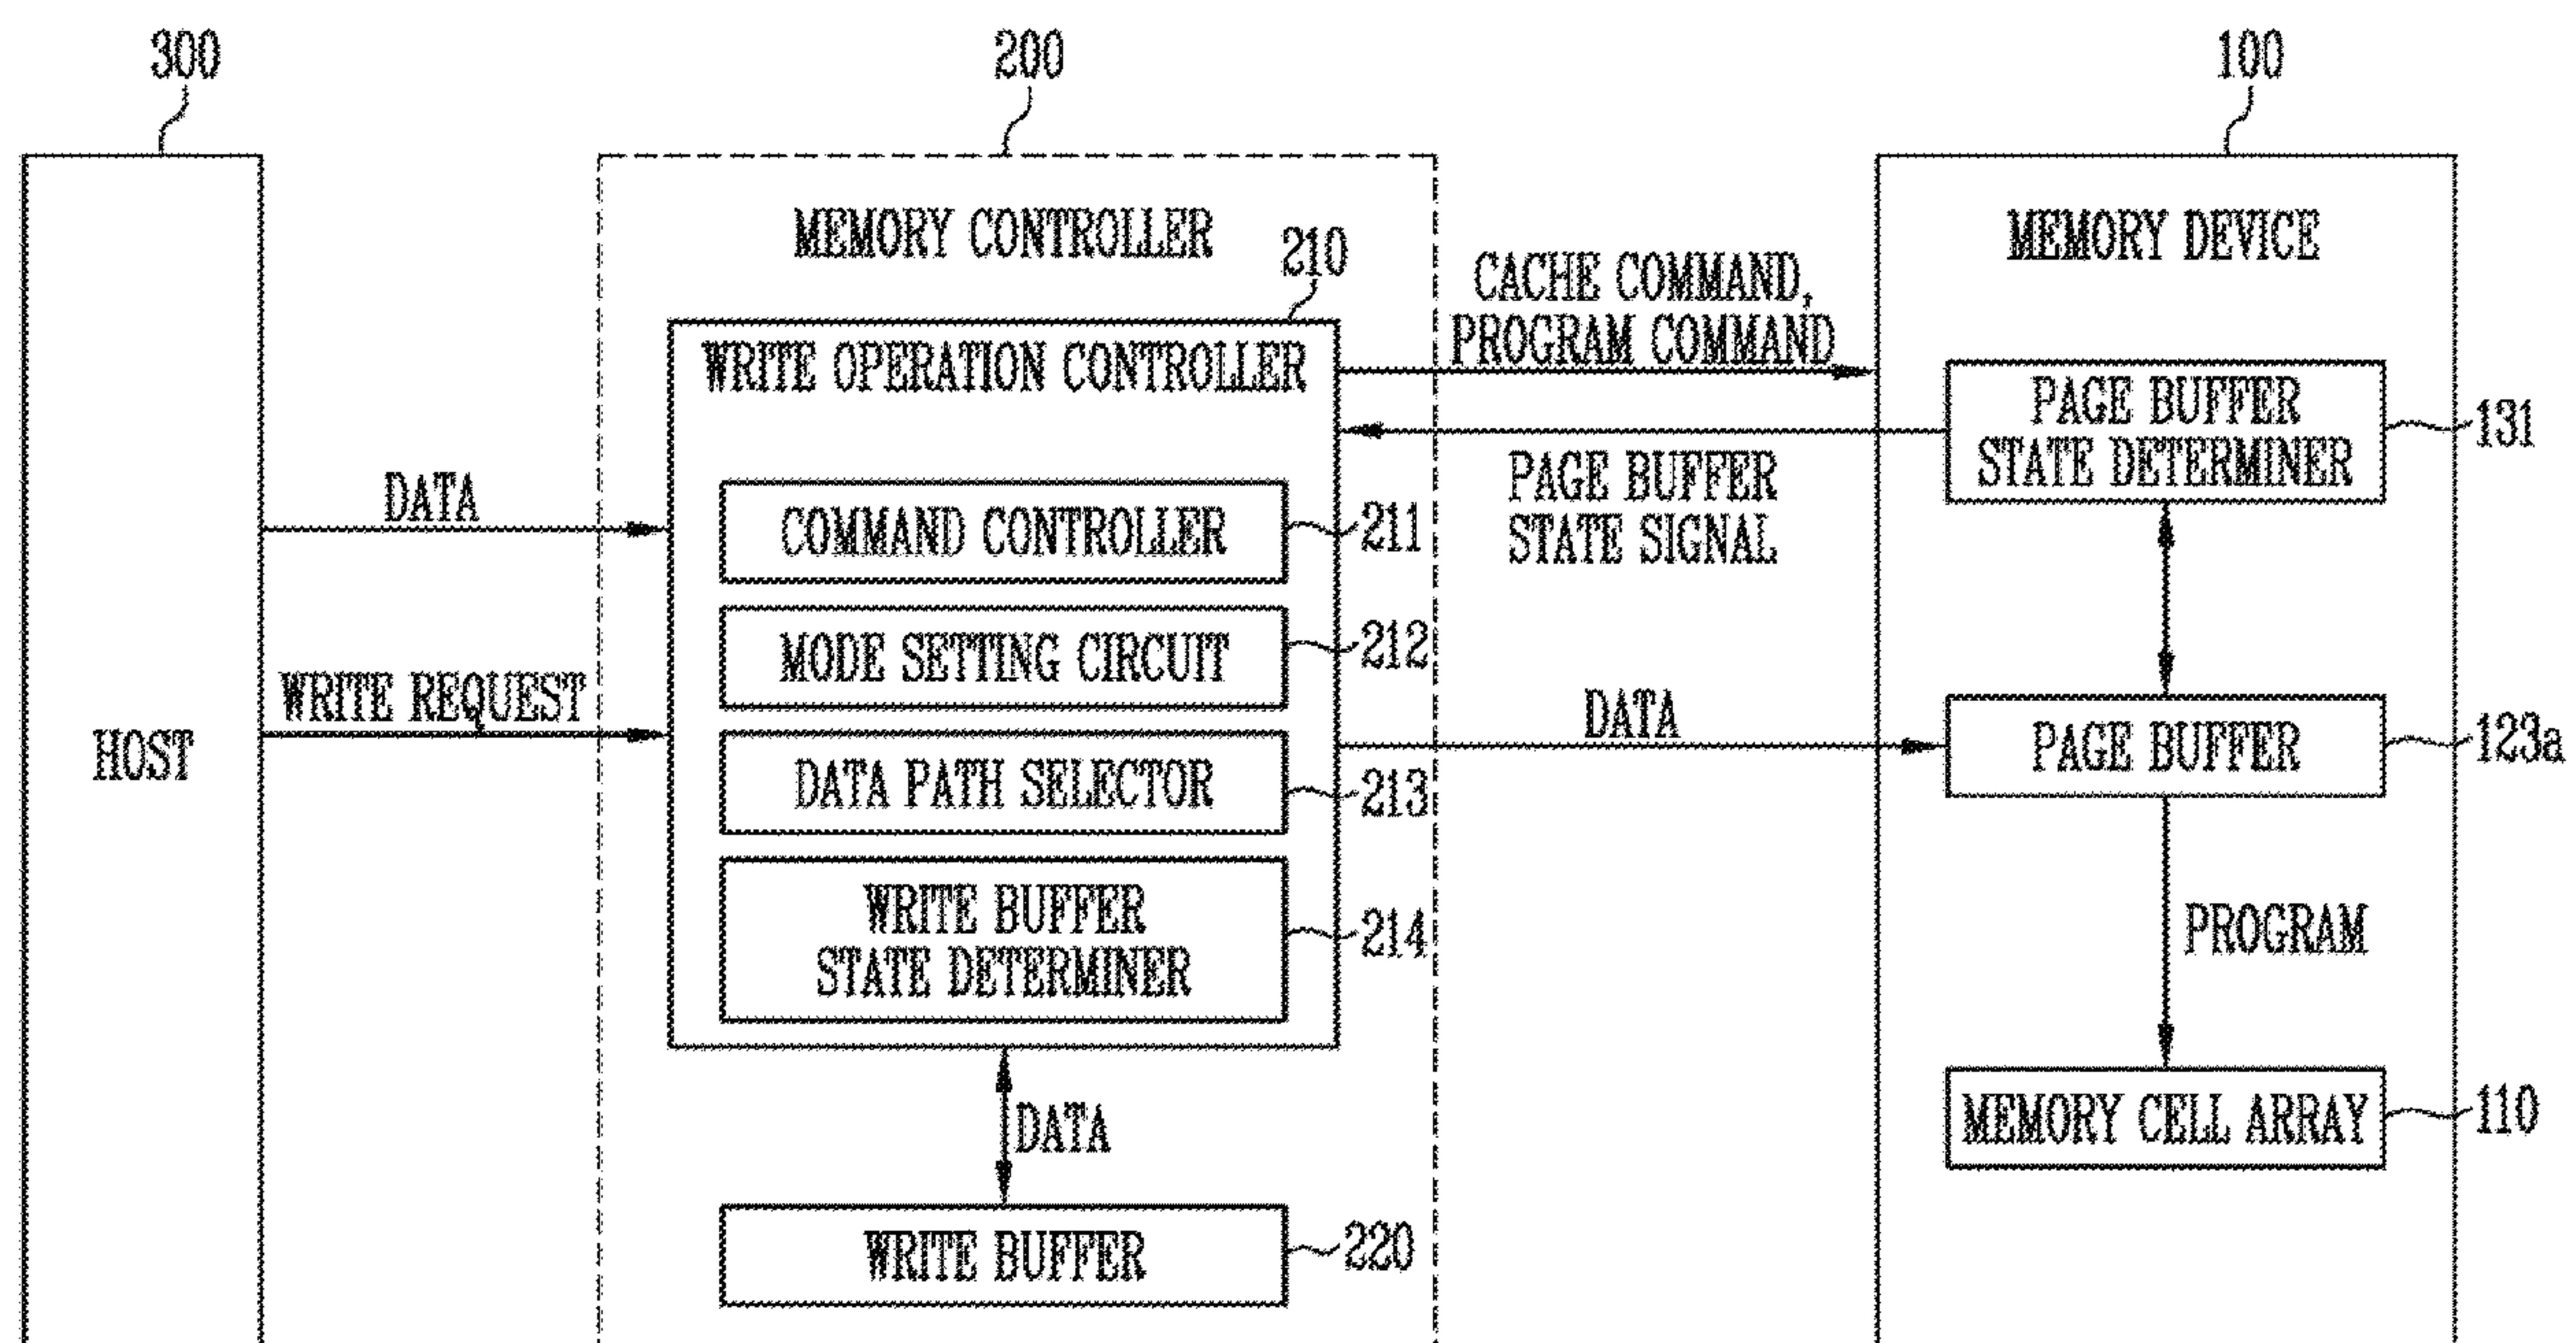 300
200
100
MEMORY CONTROLLER
MEMORY DEVICE
210
CACHE COMMAND,
PROGRAM COMMAND
WRITE OPERATION CONTROLLER
PAGE BUFFER
STATE DETERMINER
131
PAGE BUFFER
STATE SIGNAL
DATA
COMMAND CONTROLLER
211
MODE SETTING CIRCUIT
212
WRITE REQUEST
HOST
DATA
PAGE BUFFER
123a
DATA PATH SELECTOR
213
WRITE BUFFER
STATE DETERMINER
214
PROGRAM
DATA
MEMORY CELL ARRAY
110
WRITE BUFFER
220